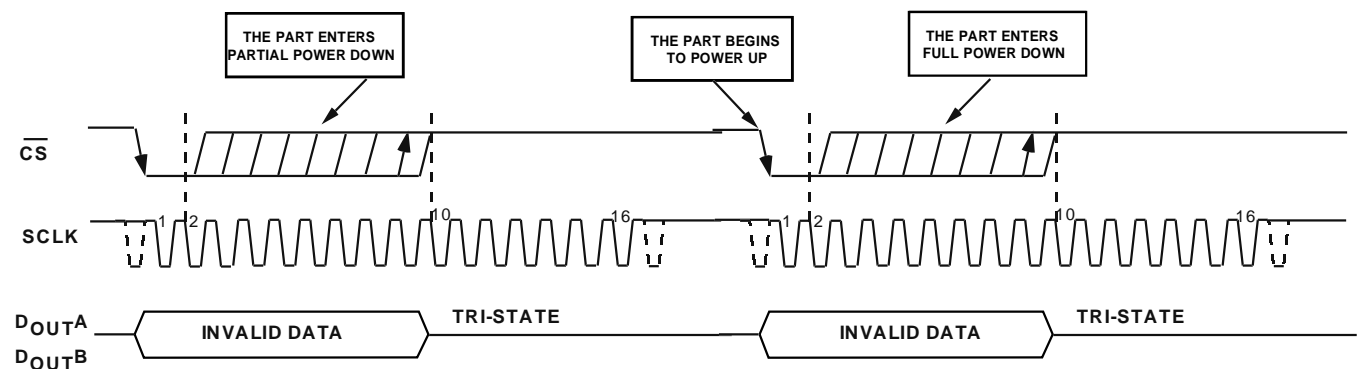 THE PART ENTERS
PARTIAL POWER DOWN
THE PART BEGINS
TO POWER UP
THE PART ENTERS
FULL POWER DOWN
CS
SCLK
1 2 10 16 1 2 10 16
DOUTA
DOUTB
INVALID DATA
TRI-STATE
INVALID DATA
TRI-STATE